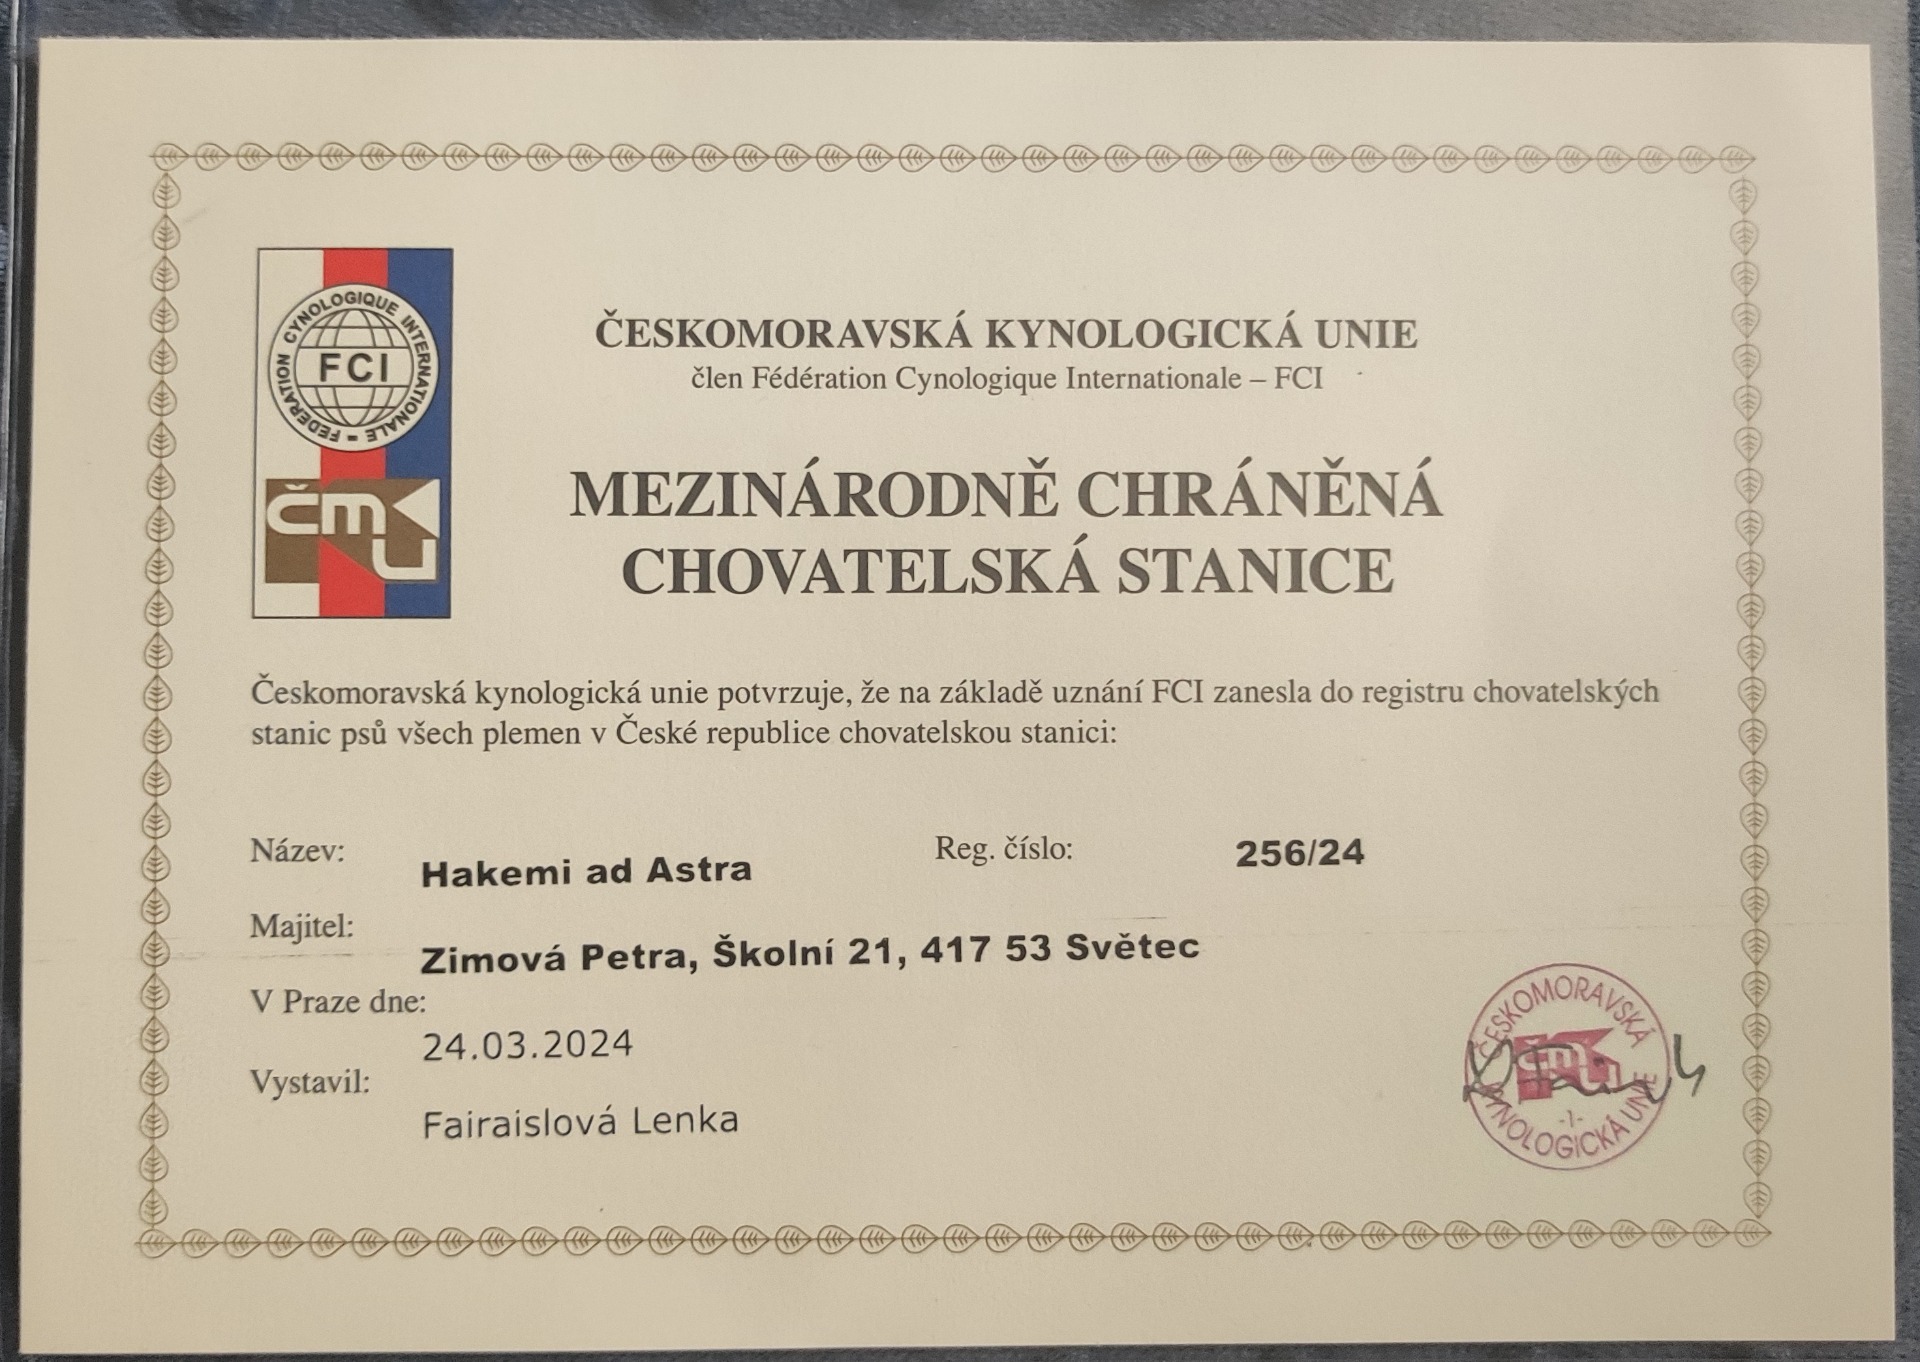 FEDERATION CYNOLOGIQUE INTERNATIONALE –
FCI
ČMKU
ČESKOMORAVSKÁ KYNOLOGICKÁ UNIE
člen Fédération Cynologique Internationale – FCI
MEZINÁRODNĚ CHRÁNĚNÁ
CHOVATELSKÁ STANICE
Českomoravská kynologická unie potvrzuje, že na základě uznání FCI zanesla do registru chovatelských
stanic psů všech plemen v České republice chovatelskou stanici:
Název: Hakemi ad Astra Reg. číslo: 256/24
Majitel: Zimová Petra, Školní 21, 417 53 Světec
V Praze dne:
24.03.2024
Vystavil:
Fairaislová Lenka
ČESKOMORAVSKÁ
KYNOLOGICKÁ UNIE
ČMKU
-1-